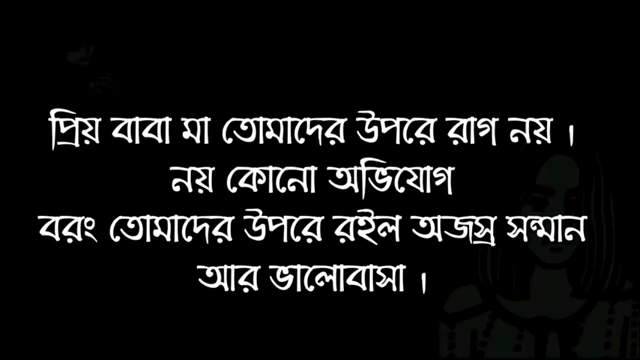 প্রিয় বাবা মা তোমাদের উপরে রাগ নয় ।
নয় কোনো অভিযোগ
বরং তোমাদের উপরে রইল অজস্র সম্মান
আর ভালোবাসা ।